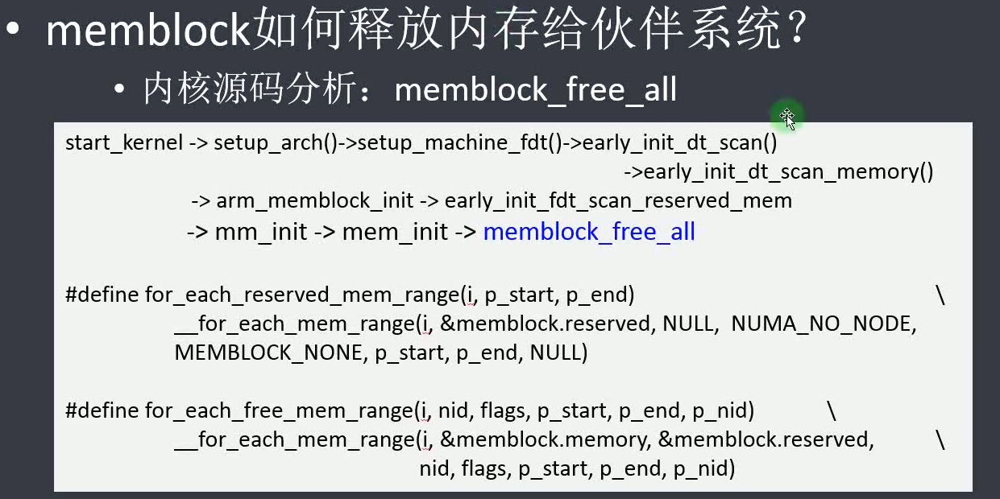 • memblock如何释放内存给伙伴系统？
• 内核源码分析：memblock_free_all
start_kernel -> setup_arch()->setup_machine_fdt()->early_init_dt_scan()
->early_init_dt_scan_memory()
-> arm_memblock_init -> early_init_fdt_scan_reserved_mem
-> mm_init -> mem_init -> memblock_free_all
#define for_each_reserved_mem_range(i, p_start, p_end) \
__for_each_mem_range(i, &memblock.reserved, NULL, NUMA_NO_NODE,
MEMBLOCK_NONE, p_start, p_end, NULL)
#define for_each_free_mem_range(i, nid, flags, p_start, p_end, p_nid) \
__for_each_mem_range(i, &memblock.memory, &memblock.reserved, \
nid, flags, p_start, p_end, p_nid)